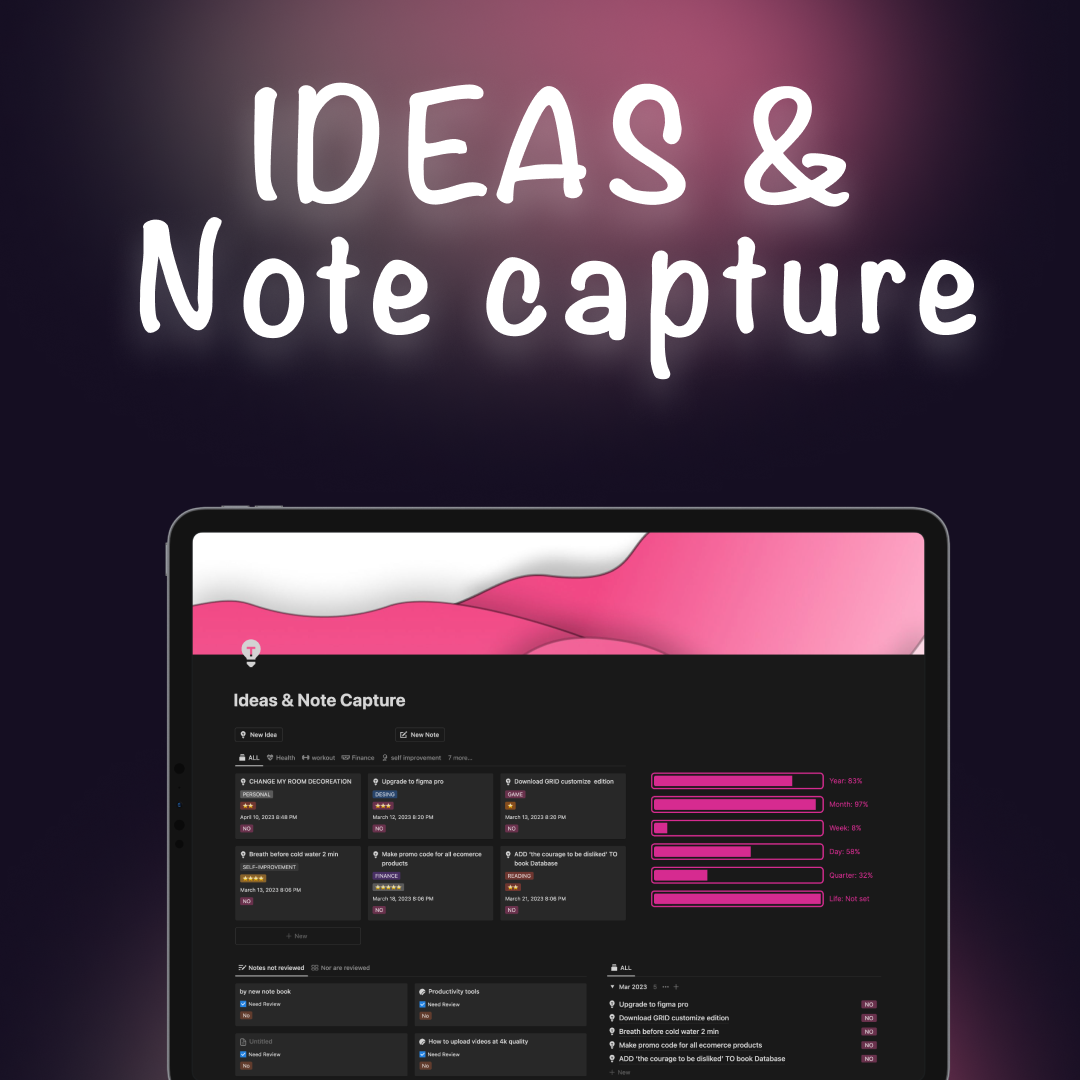 IDEAS &
Note capture
Ideas & Note Capture
New Idea
New Note
ALL Health workout Finance self improvement 7 more...
CHANGE MY ROOM DECOREATION
PERSONAL
April 10, 2023 8:48 PM
NO
Upgrade to figma pro
DESING
March 12, 2023 8:20 PM
NO
Download GRID customize edition
GAME
March 13, 2023 8:26 PM
NO
Breath before cold water 2 min
SELF-IMPROVEMENT
March 13, 2023 8:06 PM
NO
Make promo code for all ecomerce
products
FINANCE
March 18, 2023 8:06 PM
NO
ADD 'the courage to be disliked' TO
book Database
READING
March 21, 2023 8:06 PM
NO
+ New
Year: 83%
Month: 97%
Week: 8%
Day: 58%
Quarter: 32%
Life: Not set
Notes not reviewed Nor are reviewed
by new note book
Need Review
No
Productivity tools
Need Review
No
Untitled
Need Review
No
How to upload videos at 4k quality
Need Review
No
ALL
Mar 2023 5 ... +
Upgrade to figma pro NO
Download GRID customize edition NO
Breath before cold water 2 min NO
Make promo code for all ecomerce products NO
ADD 'the courage to be disliked' TO book Database NO
+ New